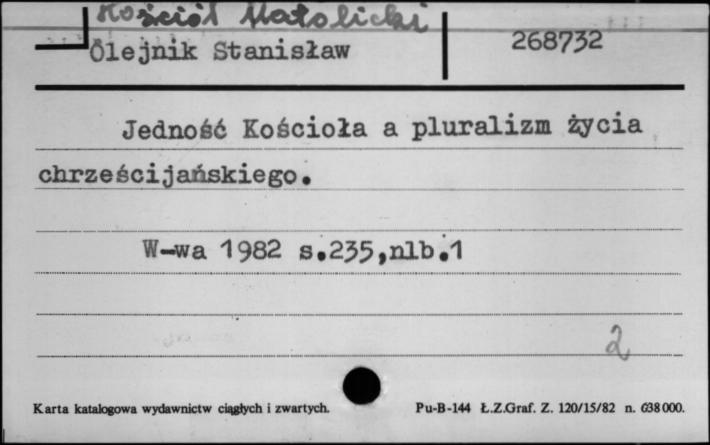 Kościół Katolicki
Olejnik Stanisław 268732
Jedność Kościoła a pluralizm życia
chrześcijańskiego.
W-wa 1982 s.235,nlb.1
2
Karta katalogowa wydawnictw ciągłych i zwartych. Pu-B-144 Ł.Z.Graf. Z. 120/15/82 n. 638000.